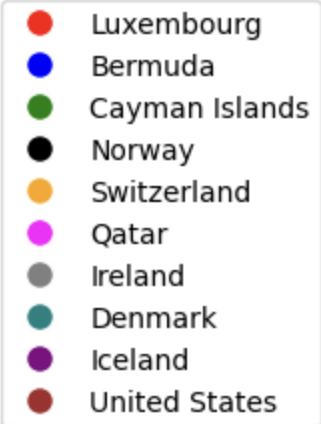 Luxembourg
Bermuda
Cayman Islands
Norway
Switzerland
Qatar
Ireland
Denmark
Iceland
United States